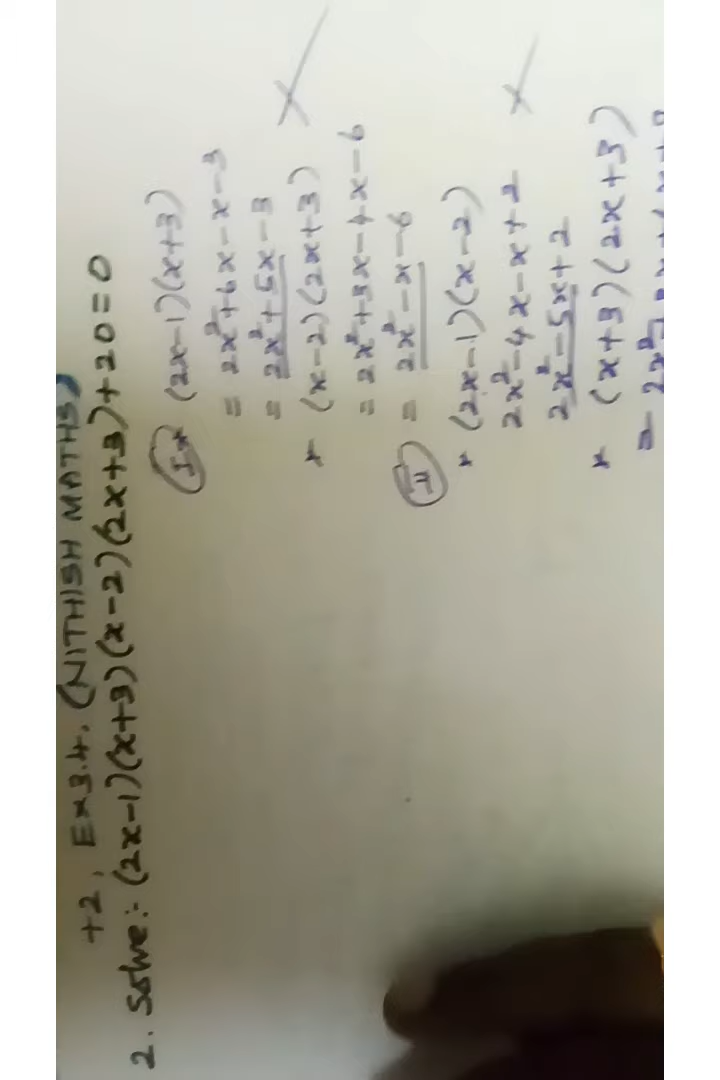 +2, Ex 3.4. (NITHISH MATHS)
2. Solve:- (2x-1)(x+3)(x-2)(2x+3)+20=0
I * (2x-1)(x+3)
= 2x²+6x-x-3
= 2x²+5x-3
* (x-2)(2x+3)
= 2x²+3x-4x-6
= 2x²-x-6
II
* (2x-1)(x-2)
2x²-4x-x+2
2x²-5x+2
* (x+3)(2x+3)
= 2x²